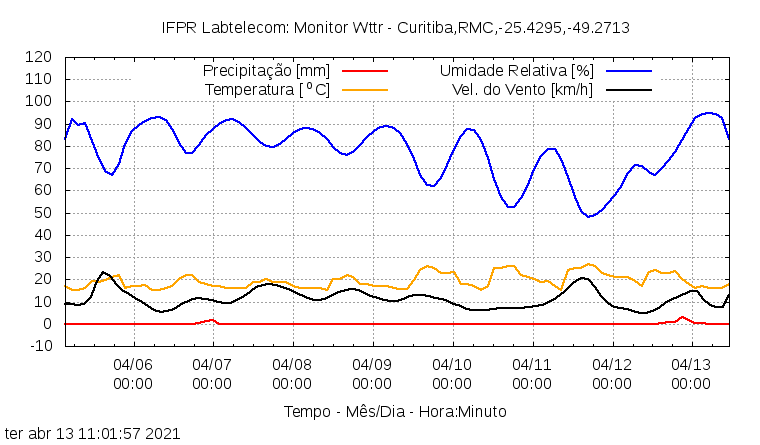 IFPR Labtelecom: Monitor Wttr - Curitiba,RMC,-25.4295,-49.2713
Precipitação [mm]
Temperatura [⁰C]
Umidade Relativa [%]
Vel. do Vento [km/h]
120
110
100
90
80
70
60
50
40
30
20
10
0
-10
04/06 04/07 04/08 04/09 04/10 04/11 04/12 04/13
00:00 00:00 00:00 00:00 00:00 00:00 00:00 00:00
Tempo - Mês/Dia - Hora:Minuto
ter abr 13 11:01:57 2021